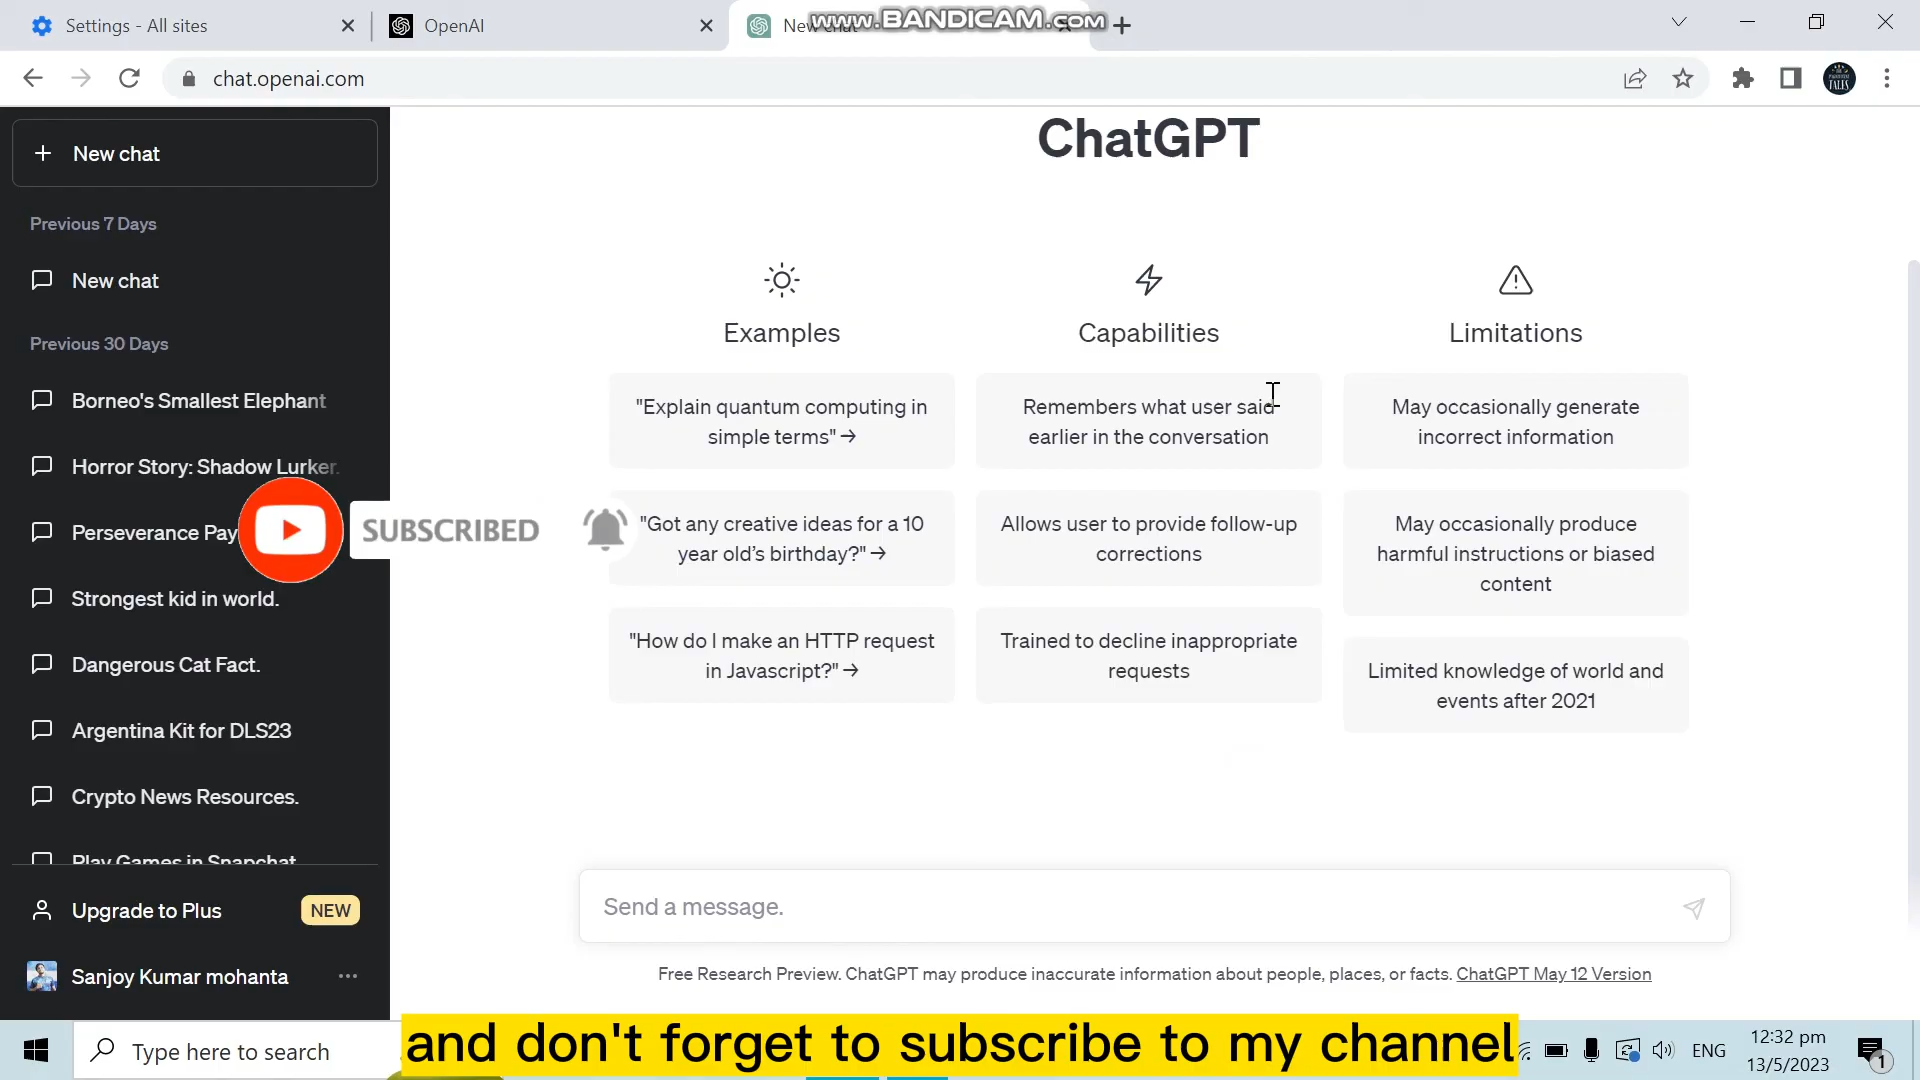 Settings - All sites
OpenAI
New chat
www.BANDICAM.com
chat.openai.com
New chat
Previous 7 Days
New chat
Previous 30 Days
Borneo's Smallest Elephant
Horror Story: Shadow Lurker.
Perseverance Pay
Strongest kid in world.
Dangerous Cat Fact.
Argentina Kit for DLS23
Crypto News Resources.
Play Games in Snapchat
Upgrade to Plus
NEW
Sanjoy Kumar mohanta
SUBSCRIBED
ChatGPT
Examples
"Explain quantum computing in
simple terms" →
"Got any creative ideas for a 10
year old's birthday?" →
"How do I make an HTTP request
in Javascript?" →
Capabilities
Remembers what user said
earlier in the conversation
Allows user to provide follow-up
corrections
Trained to decline inappropriate
requests
Limitations
May occasionally generate
incorrect information
May occasionally produce
harmful instructions or biased
content
Limited knowledge of world and
events after 2021
Send a message.
Free Research Preview. ChatGPT may produce inaccurate information about people, places, or facts. ChatGPT May 12 Version
and don't forget to subscribe to my channel
Type here to search
ENG
12:32 pm
13/5/2023
1